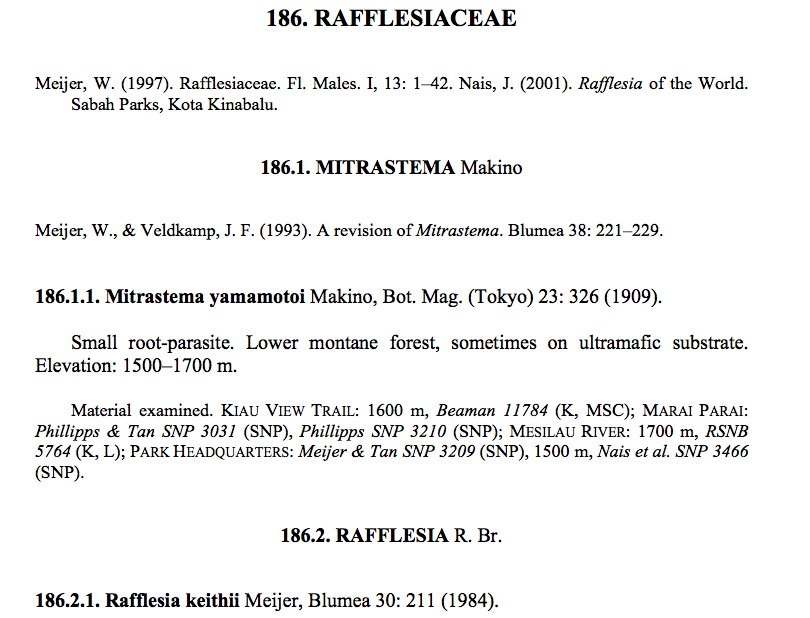 186. RAFFLESIACEAE
Meijer, W. (1997). Rafflesiaceae. Fl. Males. I, 13: 1–42. Nais, J. (2001). Rafflesia of the World.
Sabah Parks, Kota Kinabalu.
186.1. MITRASTEMA Makino
Meijer, W., & Veldkamp, J. F. (1993). A revision of Mitrastema. Blumea 38: 221–229.
186.1.1. Mitrastema yamamotoi Makino, Bot. Mag. (Tokyo) 23: 326 (1909).
Small root-parasite. Lower montane forest, sometimes on ultramafic substrate.
Elevation: 1500–1700 m.
Material examined. KIAU VIEW TRAIL: 1600 m, Beaman 11784 (K, MSC); MARAI PARAI:
Phillipps & Tan SNP 3031 (SNP), Phillipps SNP 3210 (SNP); MESILAU RIVER: 1700 m, RSNB
5764 (K, L); PARK HEADQUARTERS: Meijer & Tan SNP 3209 (SNP), 1500 m, Nais et al. SNP 3466
(SNP).
186.2. RAFFLESIA R. Br.
186.2.1. Rafflesia keithii Meijer, Blumea 30: 211 (1984).